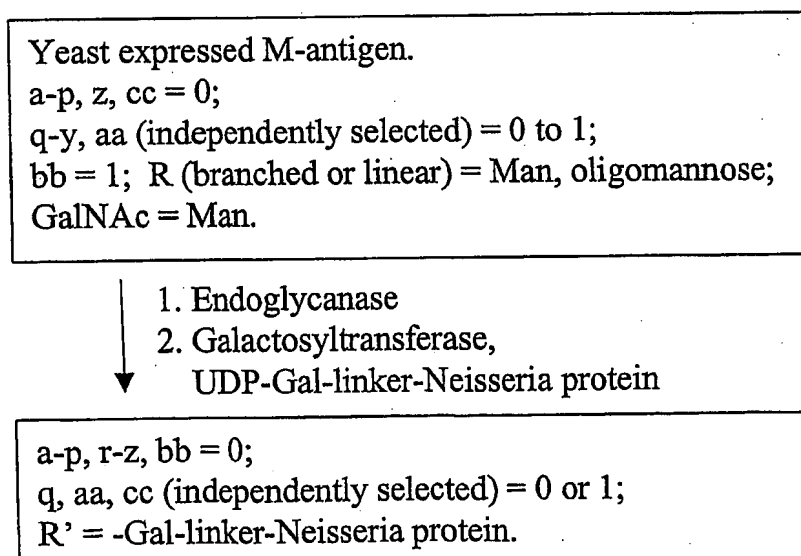 Yeast expressed M-antigen.
a-p, z, cc = 0;
q-y, aa (independently selected) = 0 to 1;
bb = 1; R (branched or linear) = Man, oligomannose;
GalNAc = Man.
1. Endoglycanase
2. Galactosyltransferase,
UDP-Gal-linker-Neisseria protein
a-p, r-z, bb = 0;
q, aa, cc (independently selected) = 0 or 1;
R' = -Gal-linker-Neisseria protein.